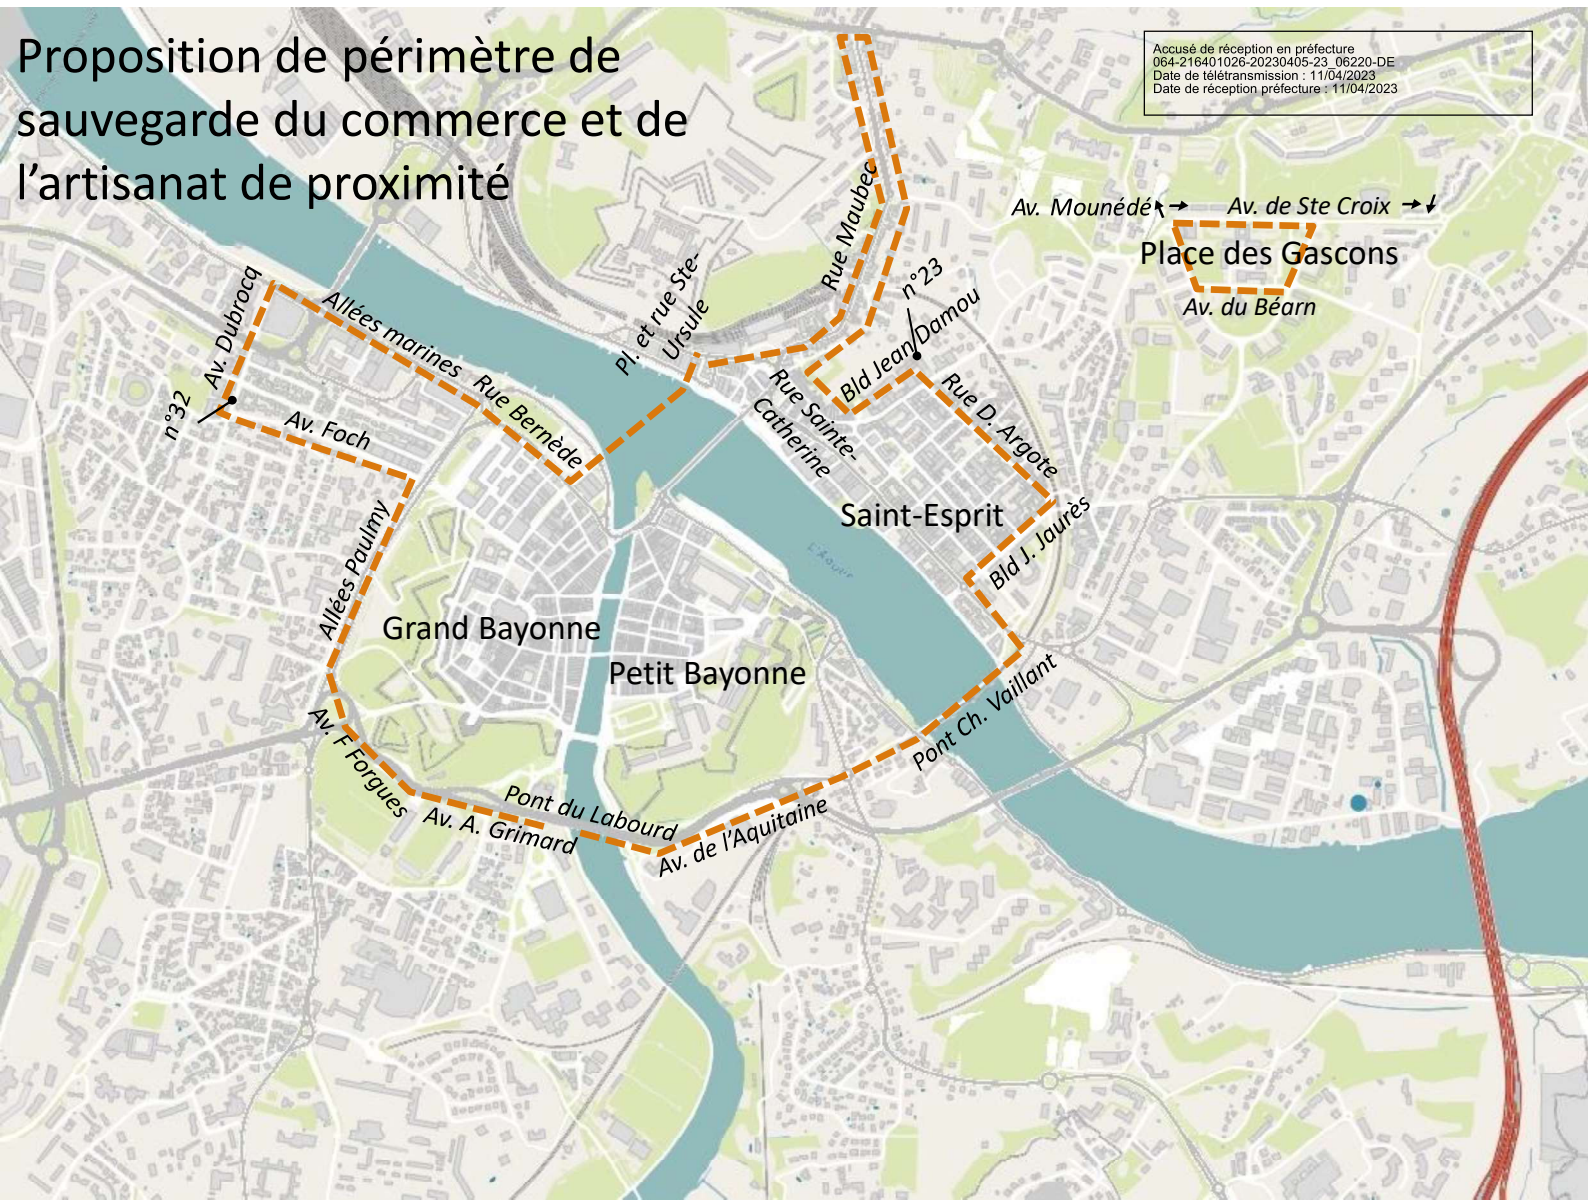 Proposition de périmètre de
sauvegarde du commerce et de
l'artisanat de proximité
Accusé de réception en préfecture
064-216401026-20230405-23_06220-DE
Date de télétransmission : 11/04/2023
Date de réception préfecture : 11/04/2023
Av. Mounédé
Av. de Ste Croix
Place des Gascons
Av. du Béarn
Rue Maubec
n°23
Bld Jean Damou
Pl. et rue Ste-
Ursule
Av. Dubrocq
n°32
Allées marines
Rue Bernède
Av. Foch
Rue Sainte-
Catherine
Rue D. Argote
Saint-Esprit
Bld J. Jaurès
Allées Paulmy
L'Adour
Grand Bayonne
Petit Bayonne
Pont Ch. Vaillant
Av. F Forgues
Av. A. Grimard
Pont du Labourd
Av. de l'Aquitaine